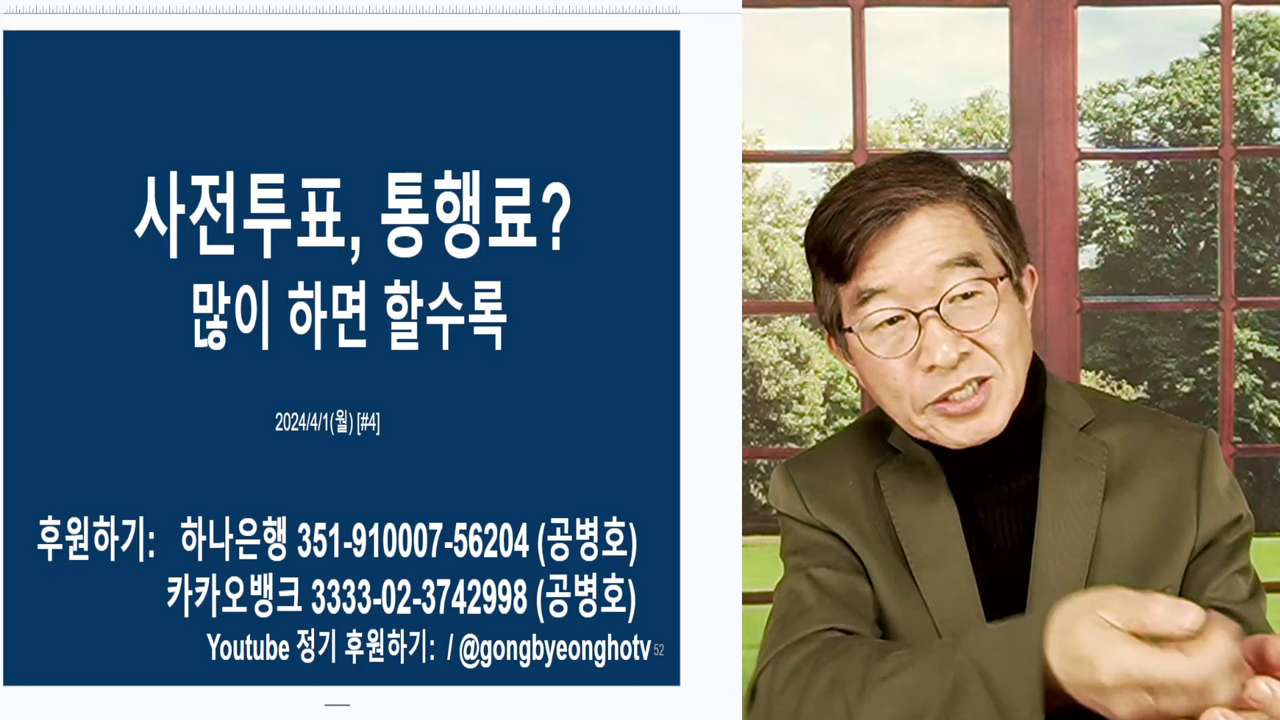 사전투표, 통행료?
많이 하면 할수록
2024/4/1(월) [#4]
후원하기: 하나은행 351-910007-56204 (공병호)
카카오뱅크 3333-02-3742998 (공병호)
Youtube 정기 후원하기: / @gongbyeonghotv
52